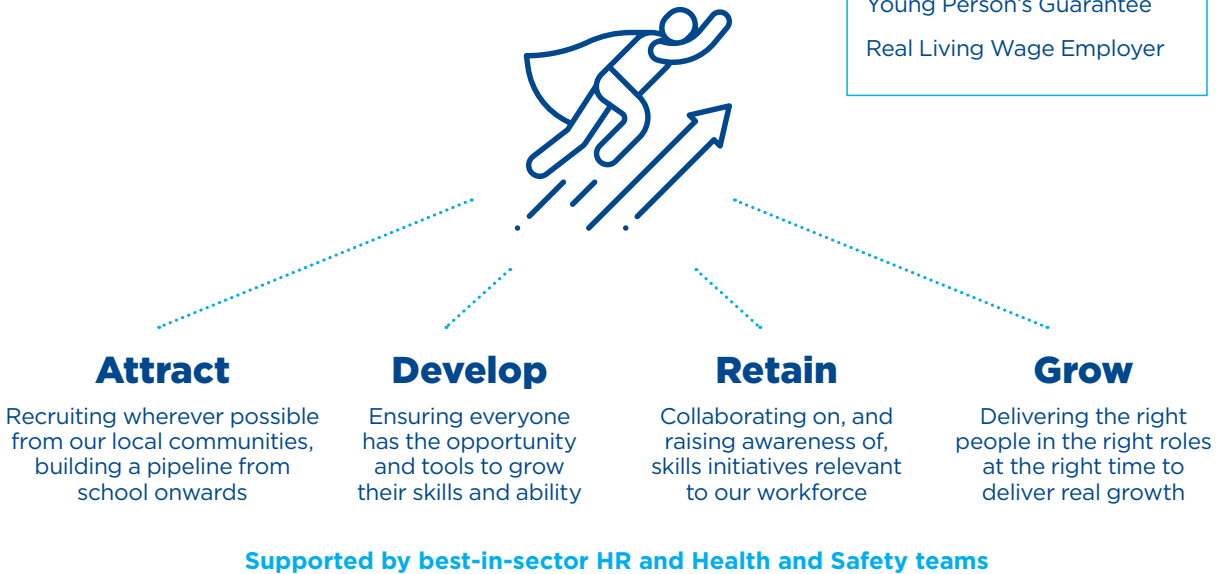 Young Person's Guarantee
Real Living Wage Employer
Attract
Recruiting wherever possible
from our local communities,
building a pipeline from
school onwards
Develop
Ensuring everyone
has the opportunity
and tools to grow
their skills and ability
Retain
Collaborating on, and
raising awareness of,
skills initiatives relevant
to our workforce
Grow
Delivering the right
people in the right roles
at the right time to
deliver real growth
Supported by best-in-sector HR and Health and Safety teams